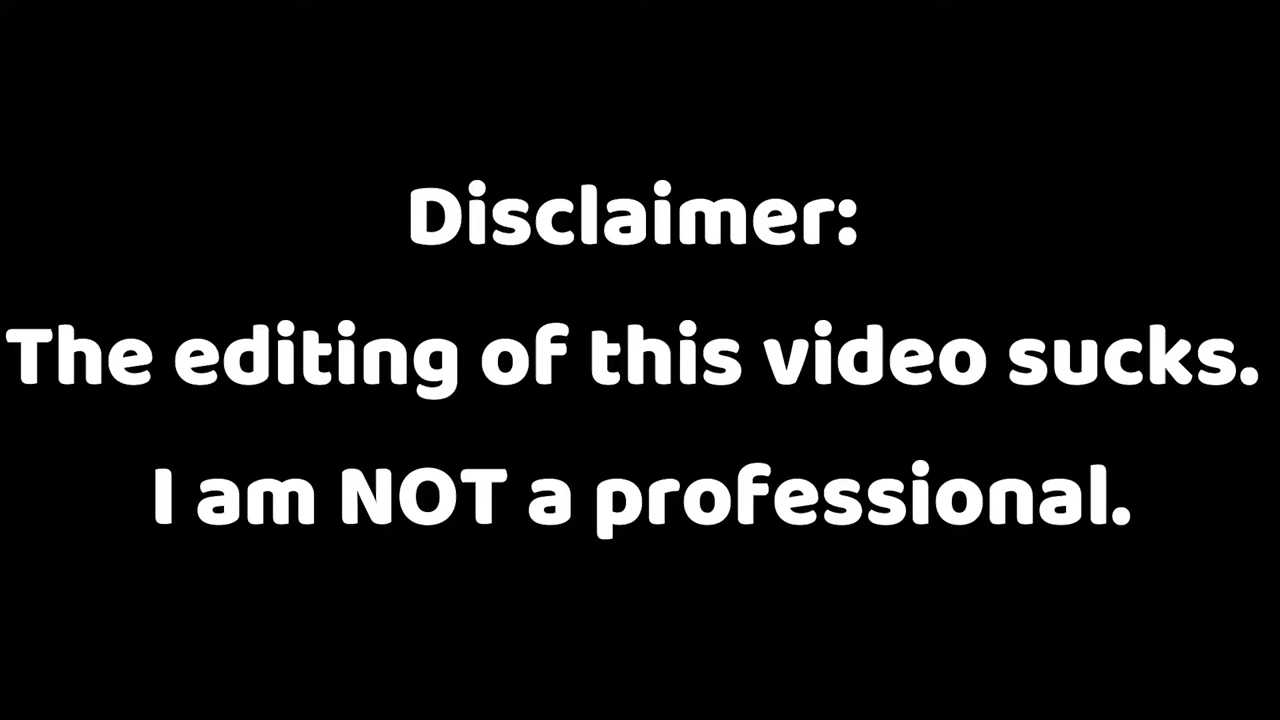 Disclaimer:
The editing of this video sucks.
I am NOT a professional.